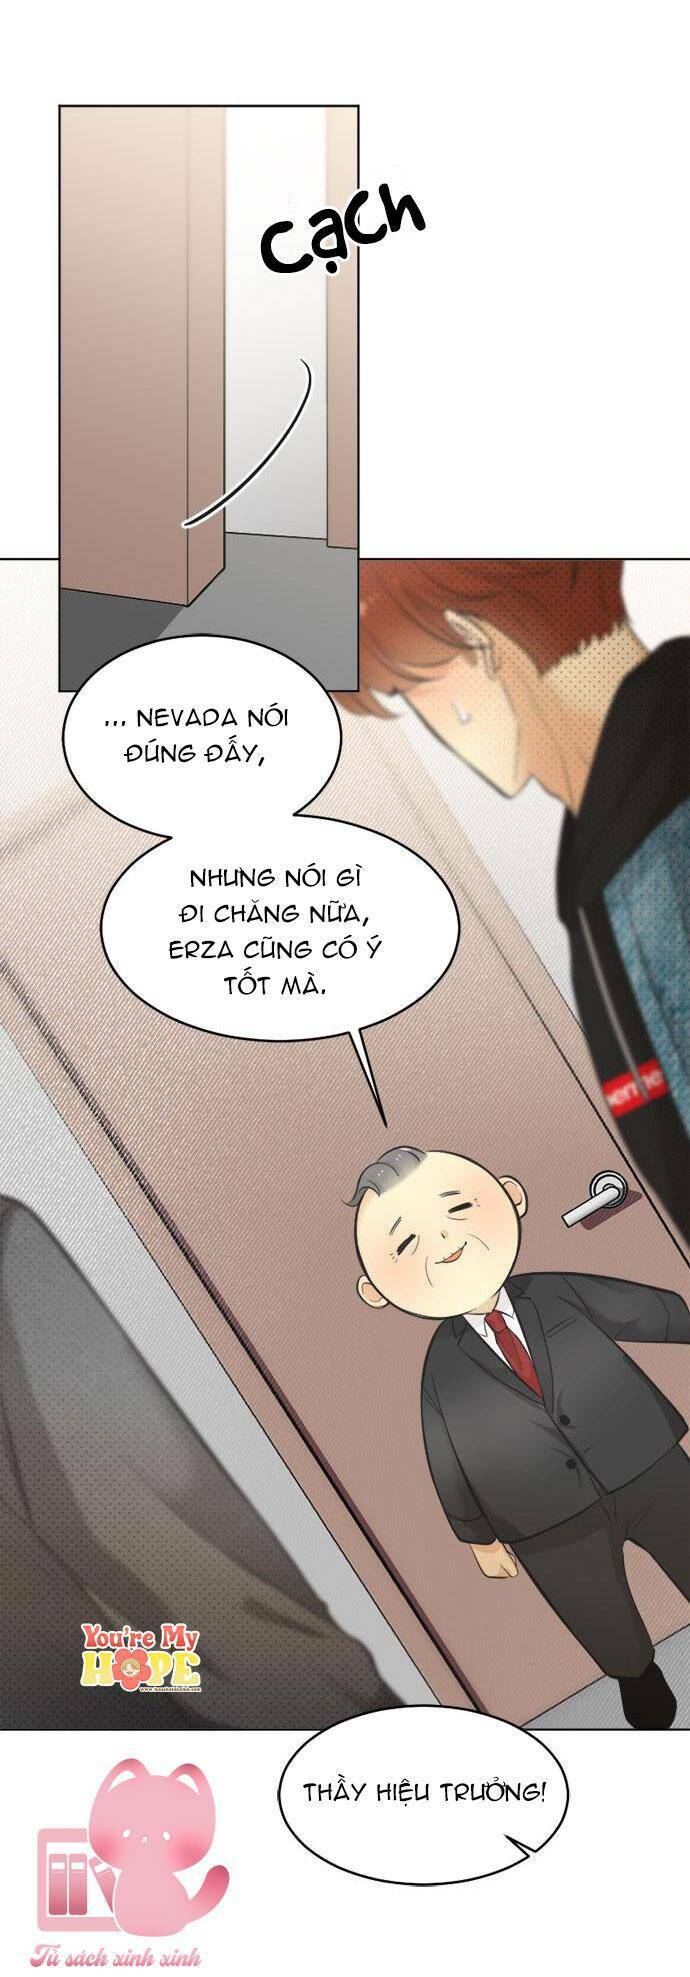 CẠCH
... NEVADA NÓI
ĐÚNG ĐẤY,
NHƯNG NÓI GÌ
ĐI CHĂNG NỮA,
ERZA CŨNG CÓ Ý
TỐT MÀ.
You're My
HOPE
THẦY HIỆU TRƯỞNG!
Tủ sách xinh xinh